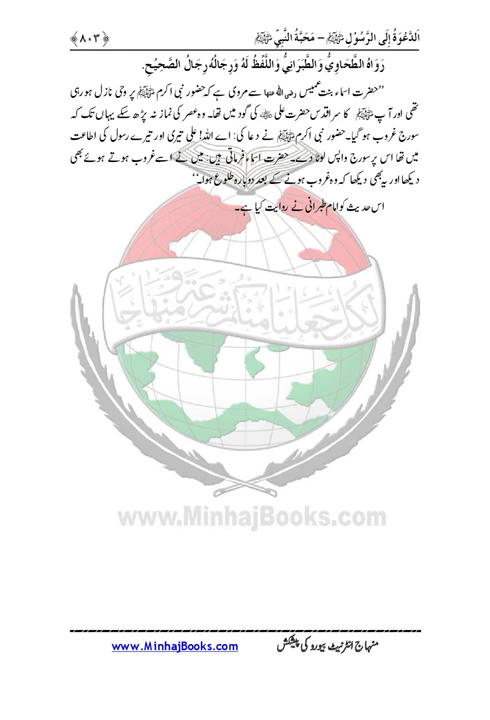 اَلدَّعْوَةُ إِلَى الرَّسُوْلِ ﷺ – مَحَبَّةُ النَّبِيِّ ﷺ ﴿۸۰۳﴾
رَوَاهُ الطَّحَاوِيُّ وَالطَّبَرَانِيُّ وَاللَّفْظُ لَهُ وَرِجَالُهُ رِجَالُ الصَّحِيْحِ.
’’حضرت اسماء بنت عمیس رضی اللہ عنہا سے مروی ہے کہ حضور نبی اکرم ﷺ پر وحی نازل ہو رہی
تھی اور آپ ﷺ کا سر اقدس حضرت علی ؓ کی گود میں تھا۔ وہ عصر کی نماز نہ پڑھ سکے یہاں تک کہ
سورج غروب ہو گیا۔ حضور نبی اکرم ﷺ نے دعا کی: اے اللہ! علی تیری اور تیرے رسول کی اطاعت
میں تھا اس پر سورج واپس لوٹا دے۔ حضرت اسماء فرماتی ہیں: میں نے اسے غروب ہوتے ہوئے بھی
دیکھا اور یہ بھی دیکھا کہ وہ غروب ہونے کے بعد دوبارہ طلوع ہوا۔‘‘
اس حدیث کو امام طبرانی نے روایت کیا ہے۔
لِكُلٍّ جَعَلْنَا مِنْكُمْ شِرْعَةً وَّمِنْهَاجًا
www.MinhajBooks.com
منہاج انٹرنیٹ بیورو کی پیشکش
www.MinhajBooks.com